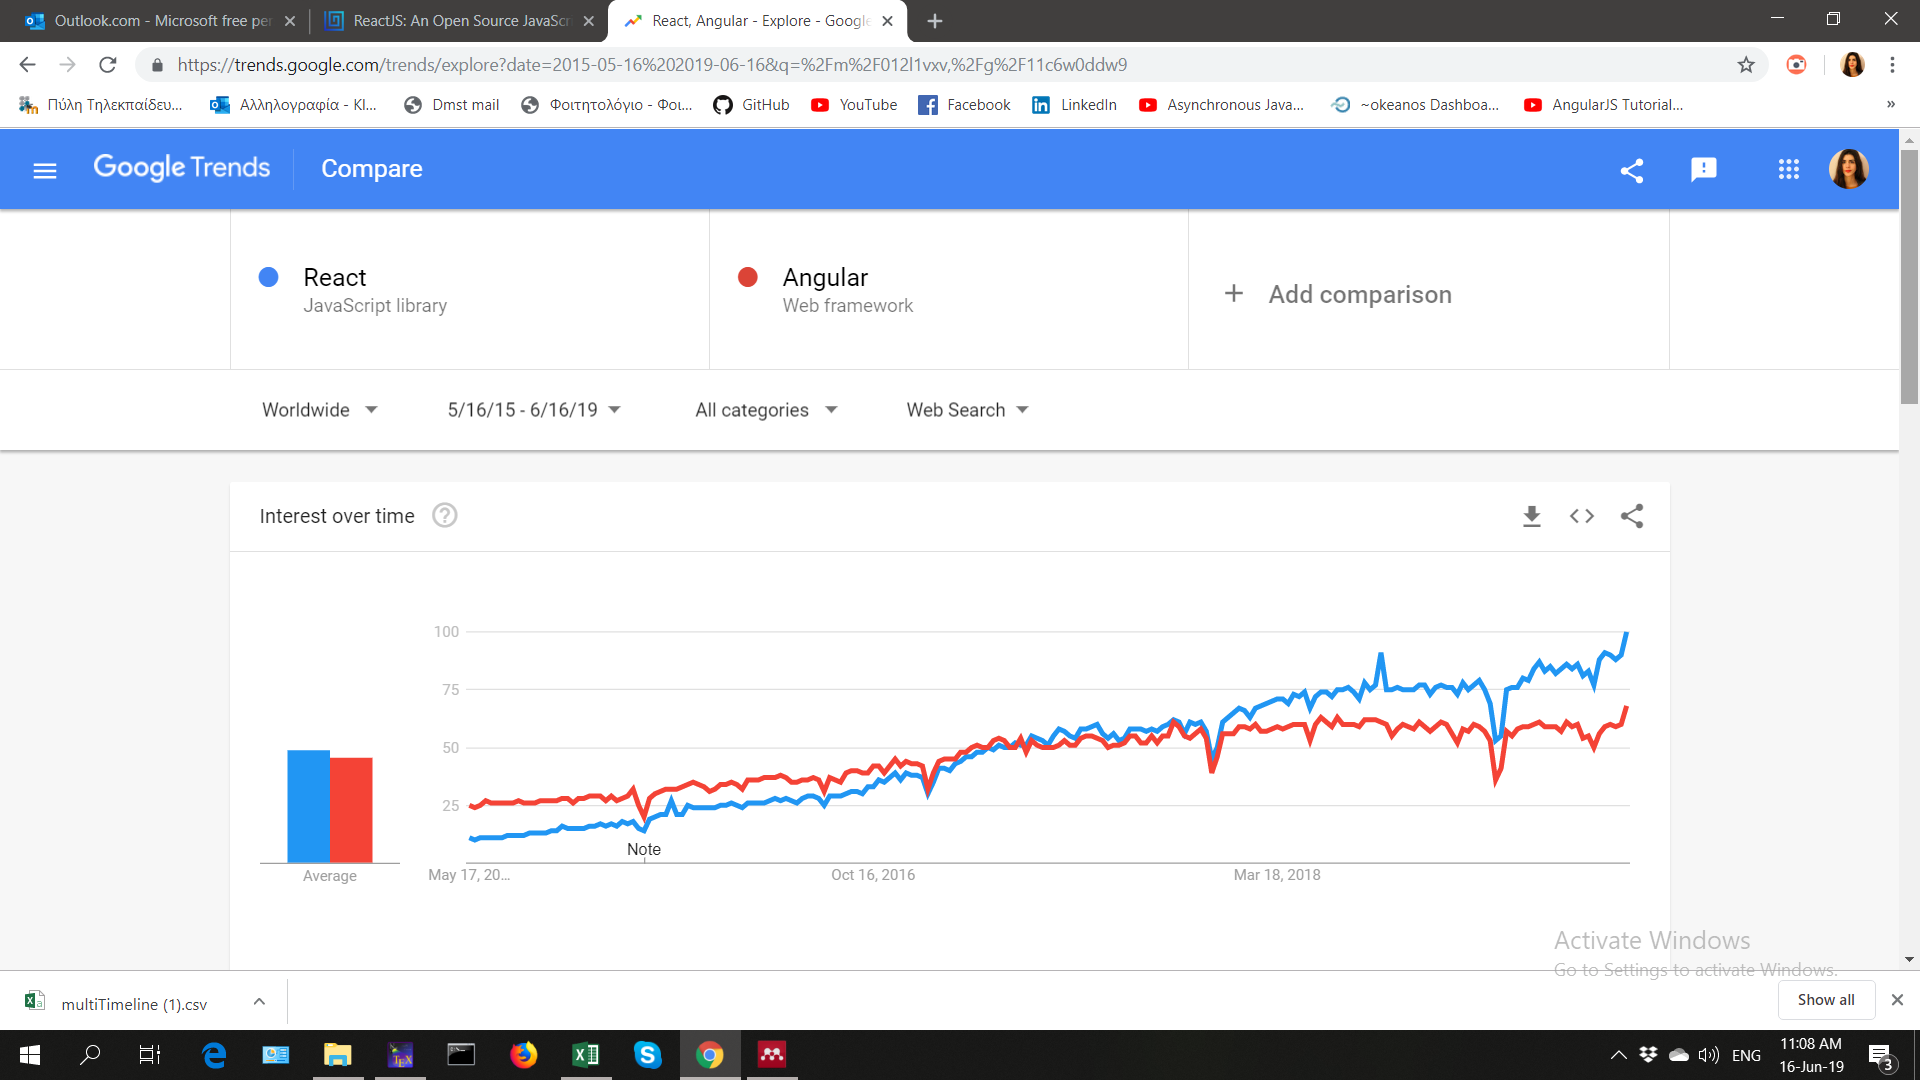 Outlook.com - Microsoft free per
ReactJS: An Open Source JavaScri
React, Angular - Explore - Google
https://trends.google.com/trends/explore?date=2015-05-16%202019-06-16&q=%2Fm%2F012l1vxv,%2Fg%2F11c6w0ddw9
Πύλη Τηλεκπαίδευ...
Αλληλογραφία - Kl...
Dmst mail
Φοιτητολόγιο - Φοι...
GitHub
YouTube
Facebook
LinkedIn
Asynchronous Java...
~okeanos Dashboa...
AngularJS Tutorial...
»
Google Trends
Compare
React
JavaScript library
Angular
Web framework
+ Add comparison
Worldwide
5/16/15 - 6/16/19
All categories
Web Search
Interest over time
100
75
50
25
Note
Average
May 17, 20...
Oct 16, 2016
Mar 18, 2018
Activate Windows
Go to Settings to activate Windows.
multiTimeline (1).csv
Show all
ENG
11:08 AM
16-Jun-19
3